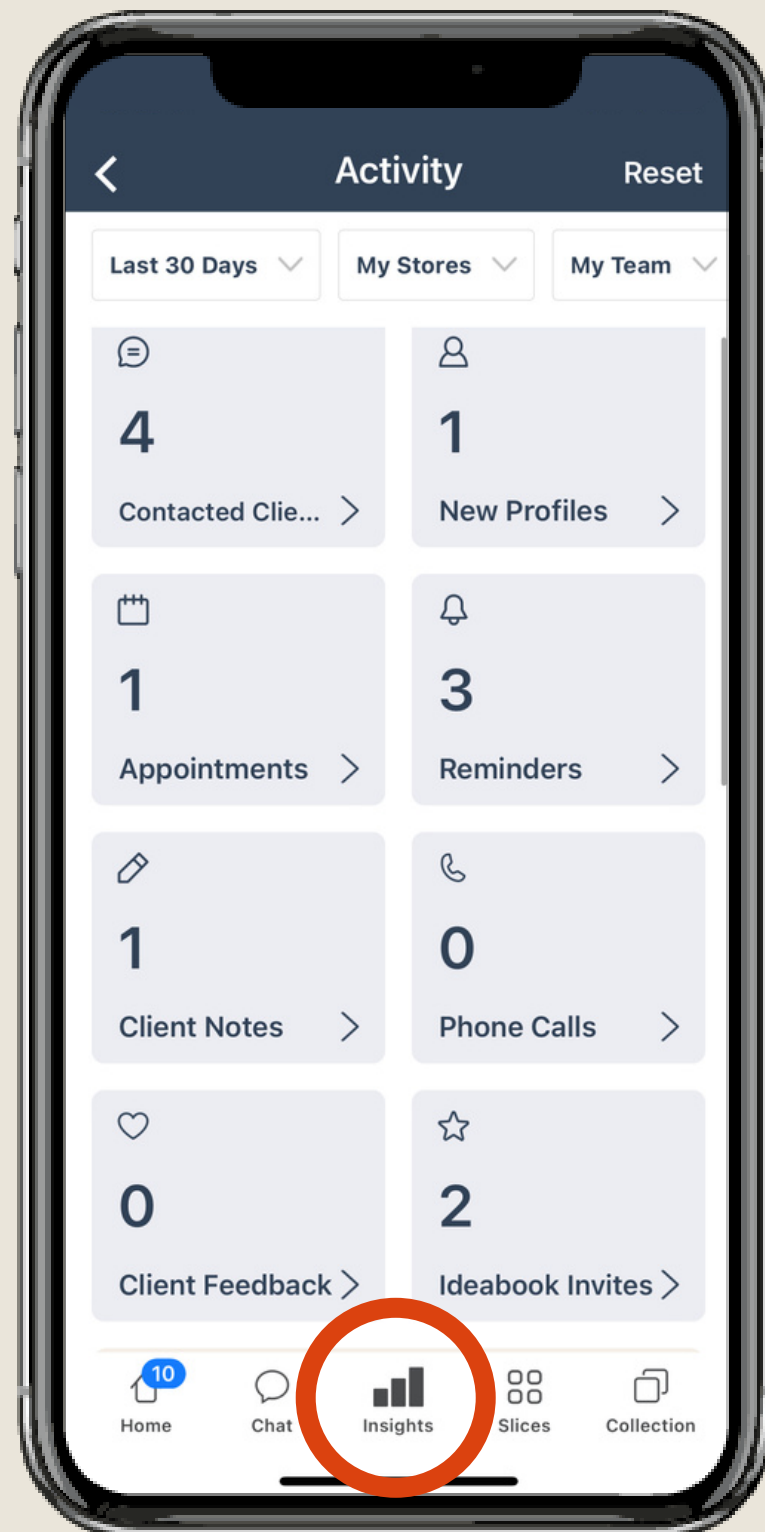 Activity
Reset
Last 30 Days
My Stores
My Team
4
1
Contacted Clie...
New Profiles
1
3
Appointments
Reminders
1
0
Client Notes
Phone Calls
0
2
Client Feedback
Ideabook Invites
10
Home
Chat
Insights
Slices
Collection